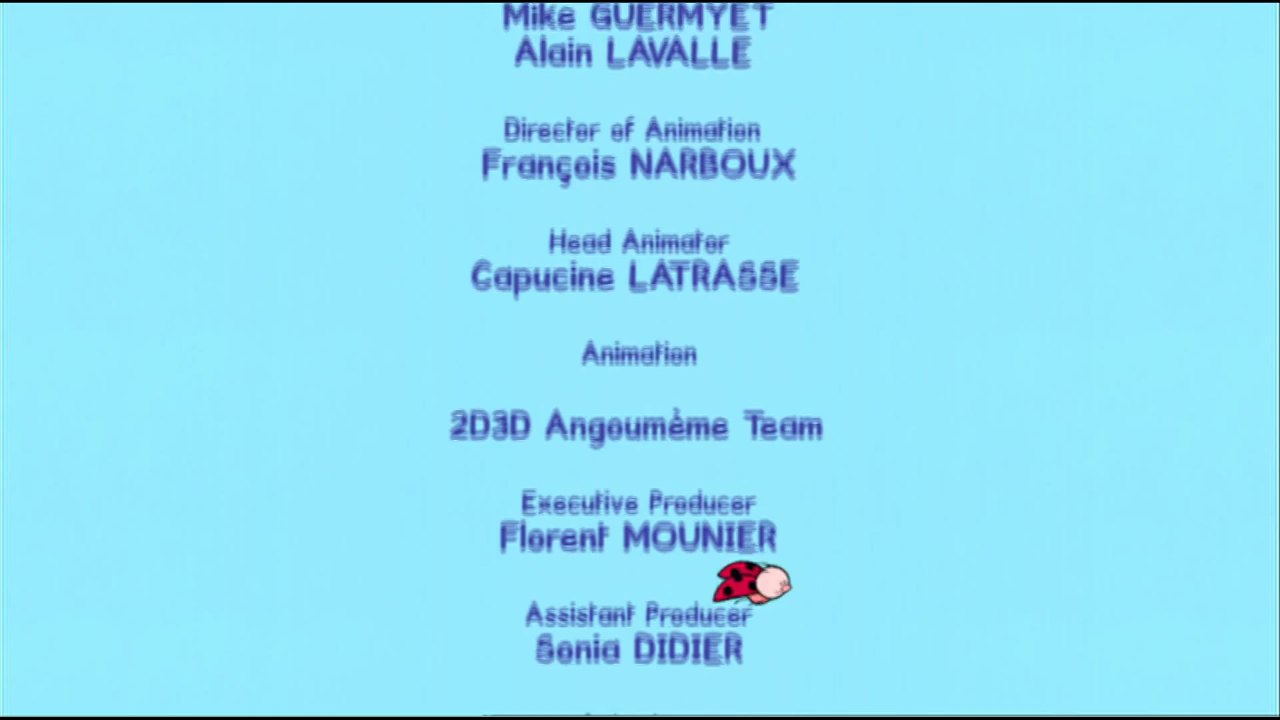 Mike GUERMYET
Alain LAVALLE
Director of Animation
François NARBOUX
Head Animator
Capucine LATRASSE
Animation
2D3D Angoumème Team
Executive Producer
Florent MOUNIER
Assistant Producer
Sonia DIDIER